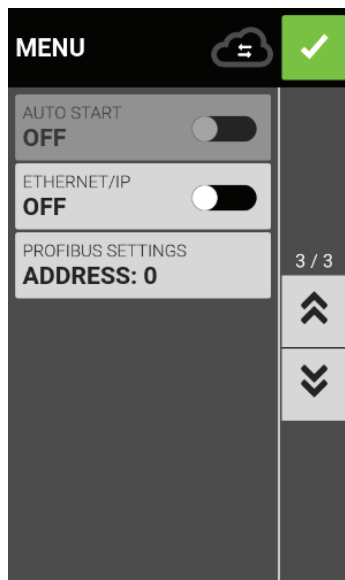 MENU
AUTO START
OFF
ETHERNET/IP
OFF
PROFIBUS SETTINGS
ADDRESS: 0
3 / 3